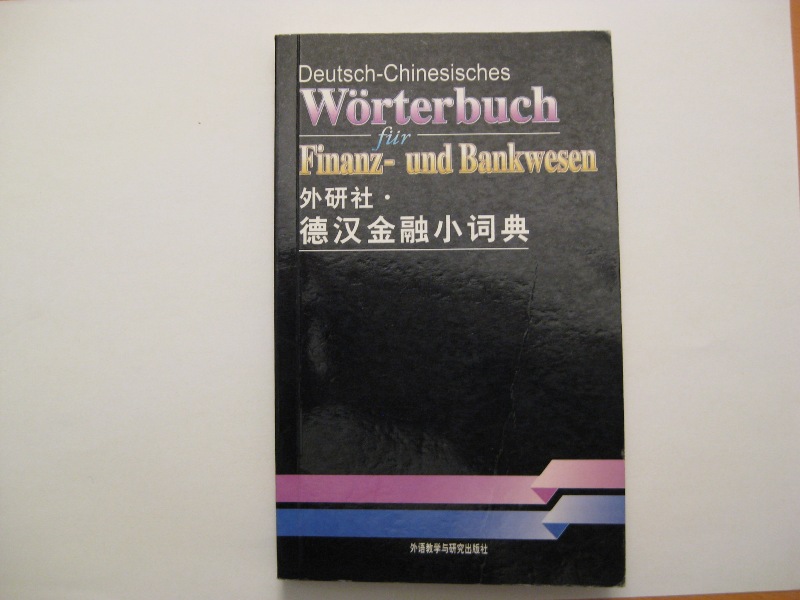 Deutsch-Chinesisches
Wörterbuch
für
Finanz- und Bankwesen
外研社·
德汉金融小词典
外语教学与研究出版社